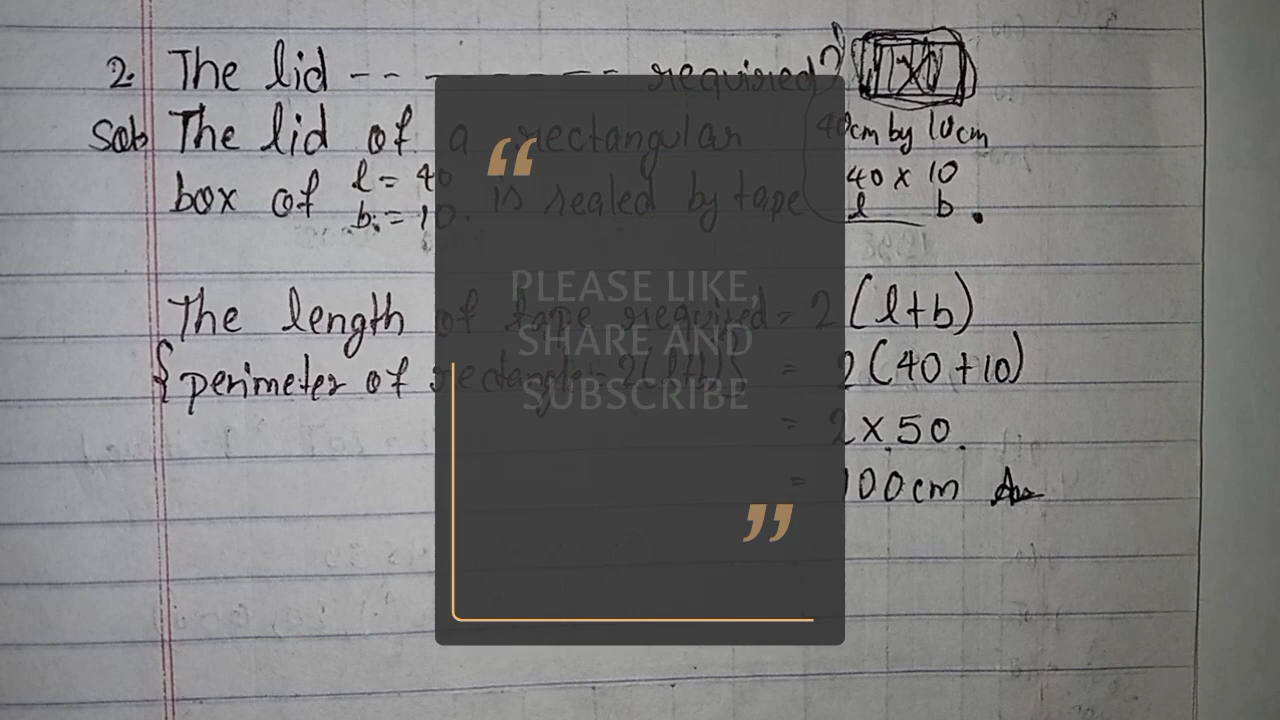 2. The lid - - - - - - - - - required?
Sol. The lid of a rectangular
box of l = 40 is sealed by tape
b = 10.
40cm by 10cm
40 x 10
l b.
The length of tape required = 2(l+b)
{perimeter of rectangle = 2(l+b)} = 2(40+10)
= 2x50.
= 100cm Ans
“
PLEASE LIKE,
SHARE AND
SUBSCRIBE
”